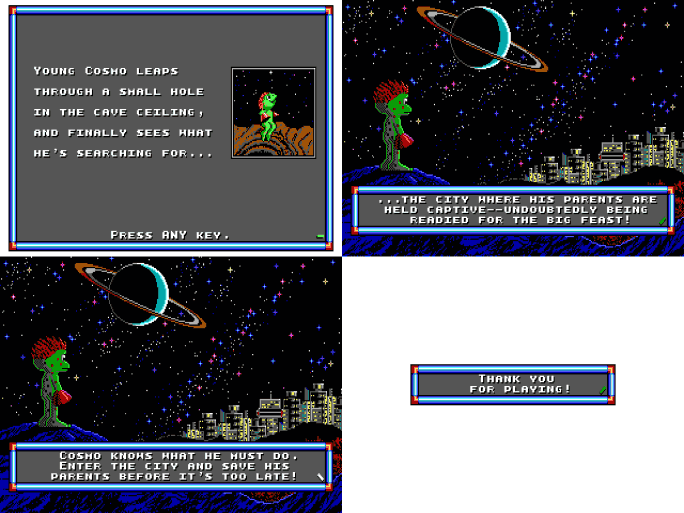 YOUNG COSMO LEAPS
THROUGH A SMALL HOLE
IN THE CAVE CEILING,
AND FINALLY SEES WHAT
HE'S SEARCHING FOR...
PRESS ANY KEY.
...THE CITY WHERE HIS PARENTS ARE
HELD CAPTIVE--UNDOUBTEDLY BEING
READIED FOR THE BIG FEAST!
COSMO KNOWS WHAT HE MUST DO.
ENTER THE CITY AND SAVE HIS
PARENTS BEFORE IT'S TOO LATE!
THANK YOU
FOR PLAYING!